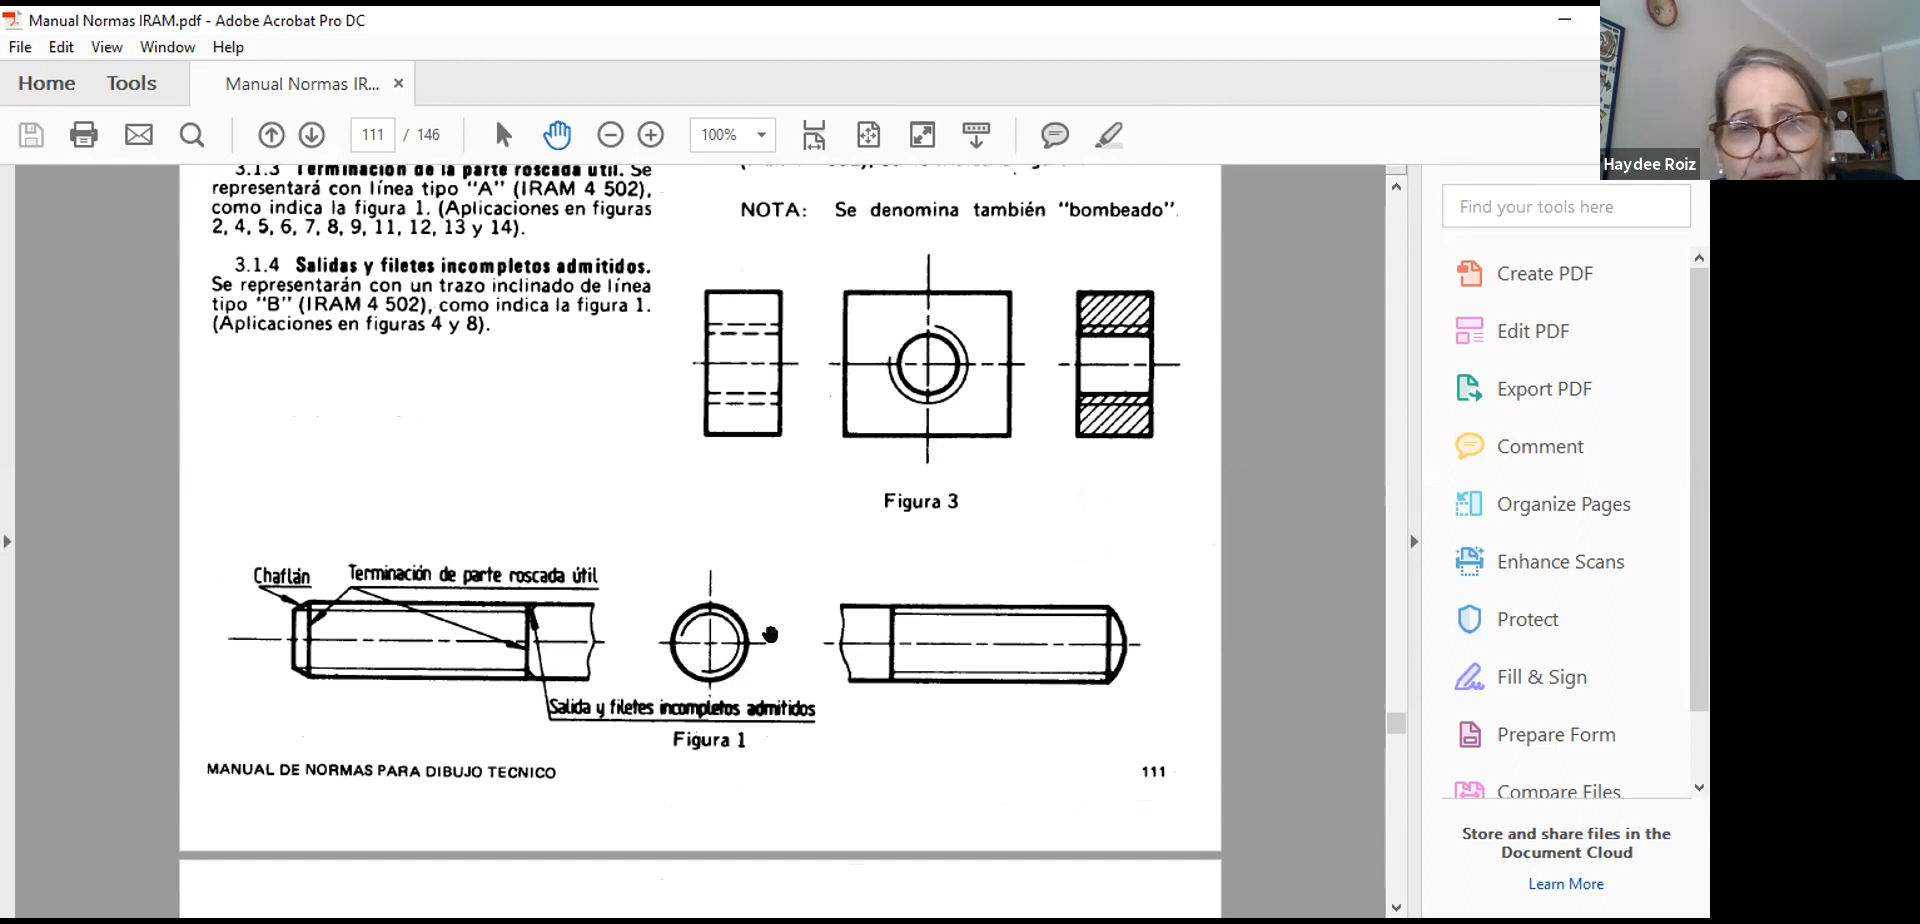 Manual Normas IRAM.pdf - Adobe Acrobat Pro DC
File Edit View Window Help
Home Tools Manual Normas IR... ×
111 / 146 100%
Haydee Roiz
3.1.3 Terminación de la parte roscada útil. Se
representará con línea tipo "A" (IRAM 4 502),
como indica la figura 1. (Aplicaciones en figuras
2, 4, 5, 6, 7, 8, 9, 11, 12, 13 y 14).
3.1.4 Salidas y filetes incompletos admitidos.
Se representarán con un trazo inclinado de línea
tipo "B" (IRAM 4 502), como indica la figura 1.
(Aplicaciones en figuras 4 y 8).
NOTA: Se denomina también "bombeado".
Figura 3
Chaflán
Terminación de parte roscada útil
Salida y filetes incompletos admitidos
Figura 1
MANUAL DE NORMAS PARA DIBUJO TECNICO
111
Find your tools here
Create PDF
Edit PDF
Export PDF
Comment
Organize Pages
Enhance Scans
Protect
Fill & Sign
Prepare Form
Compare Files
Store and share files in the
Document Cloud
Learn More